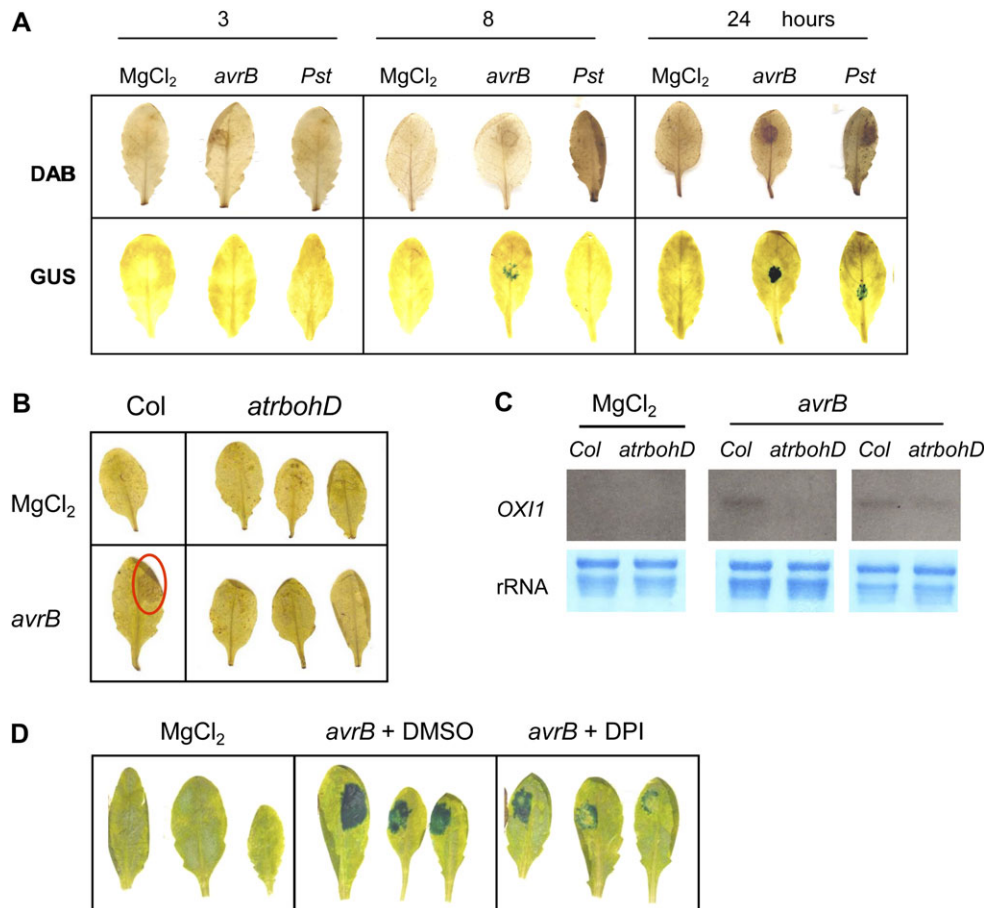 A
3 8 24 hours
MgCl₂ avrB Pst MgCl₂ avrB Pst MgCl₂ avrB Pst
DAB
GUS
B
Col atrbohD
MgCl₂
avrB
C
MgCl₂ avrB
Col atrbohD Col atrbohD Col atrbohD
OXI1
rRNA
D
MgCl₂ avrB + DMSO avrB + DPI